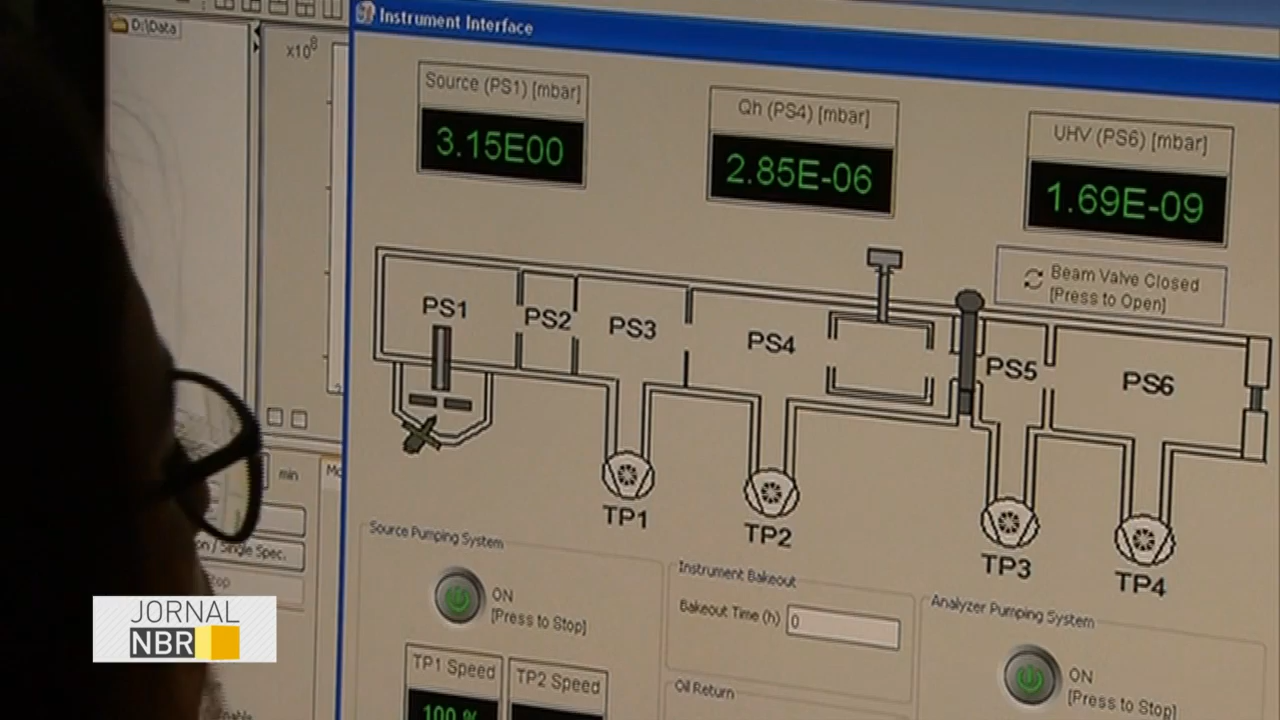 D:\Data
x10⁸
Instrument Interface
Source (PS1) [mbar]
3.15E00
Qh (PS4) [mbar]
2.85E-06
UHV (PS6) [mbar]
1.69E-09
Beam Valve Closed
[Press to Open]
PS1
PS2
PS3
PS4
PS5
PS6
TP1
TP2
TP3
TP4
min
on / Single Spec.
Source Pumping System
ON
[Press to Stop]
TP1 Speed
100 %
TP2 Speed
Instrument Bakeout
Bakeout Time (h)
0
Oil Return
Analyzer Pumping System
ON
[Press to Stop]
JORNAL
NBR